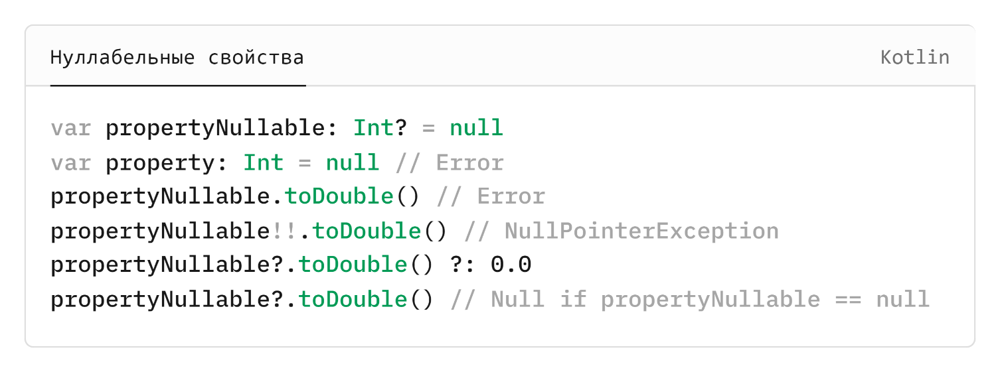 Нуллабельные свойства
Kotlin
var propertyNullable: Int? = null
var property: Int = null // Error
propertyNullable.toDouble() // Error
propertyNullable!!.toDouble() // NullPointerException
propertyNullable?.toDouble() ?: 0.0
propertyNullable?.toDouble() // Null if propertyNullable == null